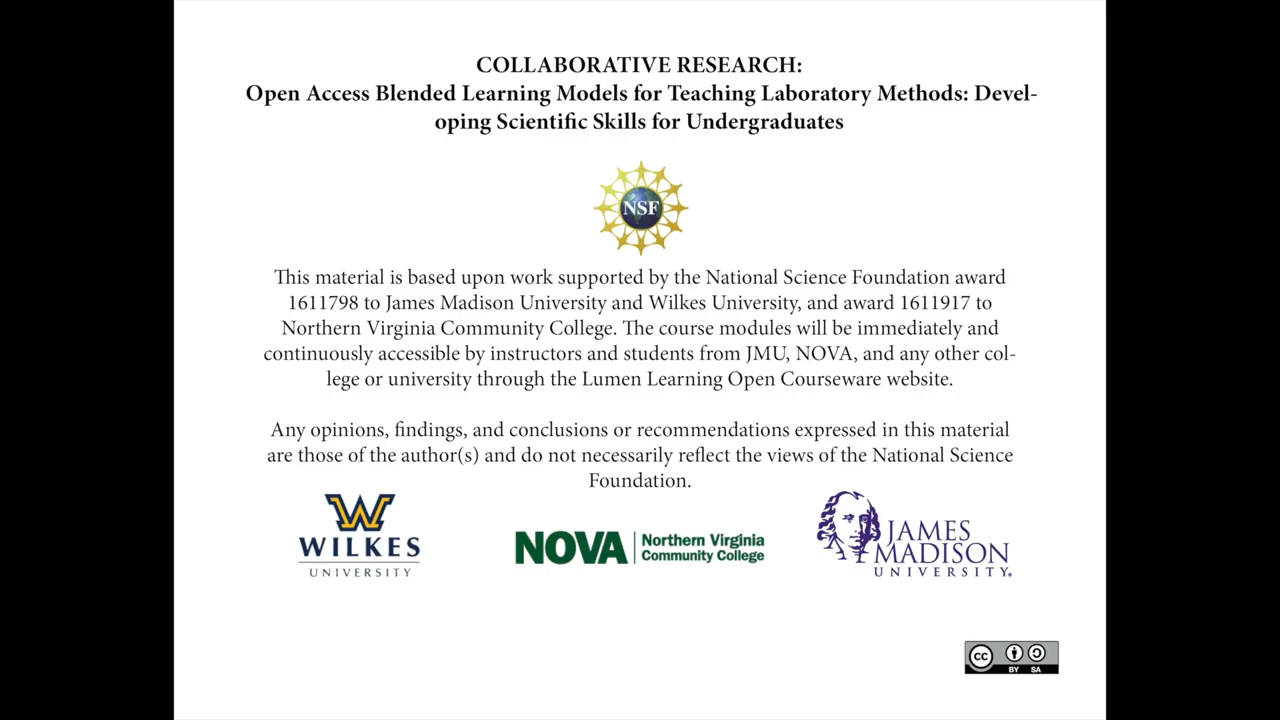 COLLABORATIVE RESEARCH:
Open Access Blended Learning Models for Teaching Laboratory Methods: Devel-
oping Scientific Skills for Undergraduates
NSF
This material is based upon work supported by the National Science Foundation award
1611798 to James Madison University and Wilkes University, and award 1611917 to
Northern Virginia Community College. The course modules will be immediately and
continuously accessible by instructors and students from JMU, NOVA, and any other col-
lege or university through the Lumen Learning Open Courseware website.
Any opinions, findings, and conclusions or recommendations expressed in this material
are those of the author(s) and do not necessarily reflect the views of the National Science
Foundation.
W
WILKES
UNIVERSITY
NOVA
Northern Virginia
Community College
JAMES
MADISON
UNIVERSITY.®
cc
BY SA